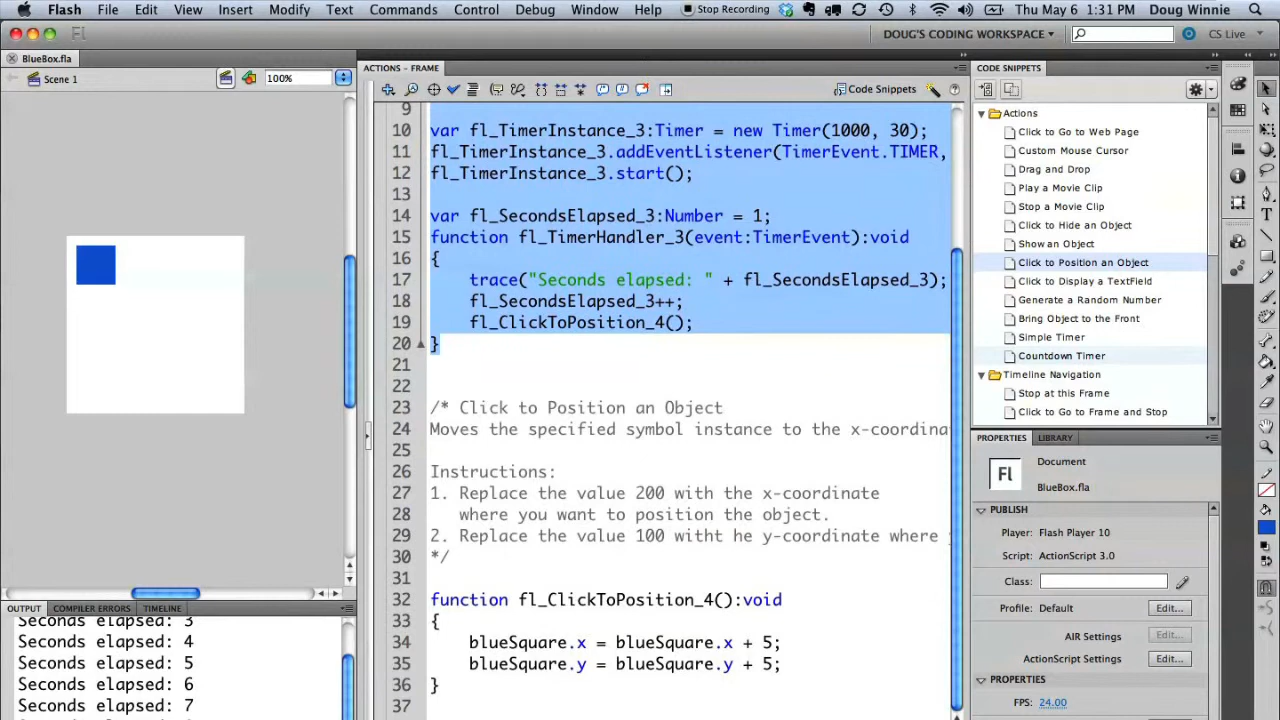 Flash File Edit View Insert Modify Text Commands Control Debug Window Help Stop Recording Thu May 6 1:31 PM Doug Winnie
Fl DOUG'S CODING WORKSPACE CS Live
BlueBox.fla
Scene 1 100%
ACTIONS - FRAME
Code Snippets
9
10 var fl_TimerInstance_3:Timer = new Timer(1000, 30);
11 fl_TimerInstance_3.addEventListener(TimerEvent.TIMER,
12 fl_TimerInstance_3.start();
13
14 var fl_SecondsElapsed_3:Number = 1;
15 function fl_TimerHandler_3(event:TimerEvent):void
16 {
17 trace("Seconds elapsed: " + fl_SecondsElapsed_3);
18 fl_SecondsElapsed_3++;
19 fl_ClickToPosition_4();
20 }
21
22
23 /* Click to Position an Object
24 Moves the specified symbol instance to the x-coordina
25
26 Instructions:
27 1. Replace the value 200 with the x-coordinate
28 where you want to position the object.
29 2. Replace the value 100 witht he y-coordinate where
30 */
31
32 function fl_ClickToPosition_4():void
33 {
34 blueSquare.x = blueSquare.x + 5;
35 blueSquare.y = blueSquare.y + 5;
36 }
37
OUTPUT COMPILER ERRORS TIMELINE
Seconds elapsed: 3
Seconds elapsed: 4
Seconds elapsed: 5
Seconds elapsed: 6
Seconds elapsed: 7
CODE SNIPPETS
Actions
Click to Go to Web Page
Custom Mouse Cursor
Drag and Drop
Play a Movie Clip
Stop a Movie Clip
Click to Hide an Object
Show an Object
Click to Position an Object
Click to Display a TextField
Generate a Random Number
Bring Object to the Front
Simple Timer
Countdown Timer
Timeline Navigation
Stop at this Frame
Click to Go to Frame and Stop
PROPERTIES LIBRARY
Fl Document
BlueBox.fla
PUBLISH
Player: Flash Player 10
Script: ActionScript 3.0
Class:
Profile: Default Edit...
AIR Settings Edit...
ActionScript Settings Edit...
PROPERTIES
FPS: 24.00